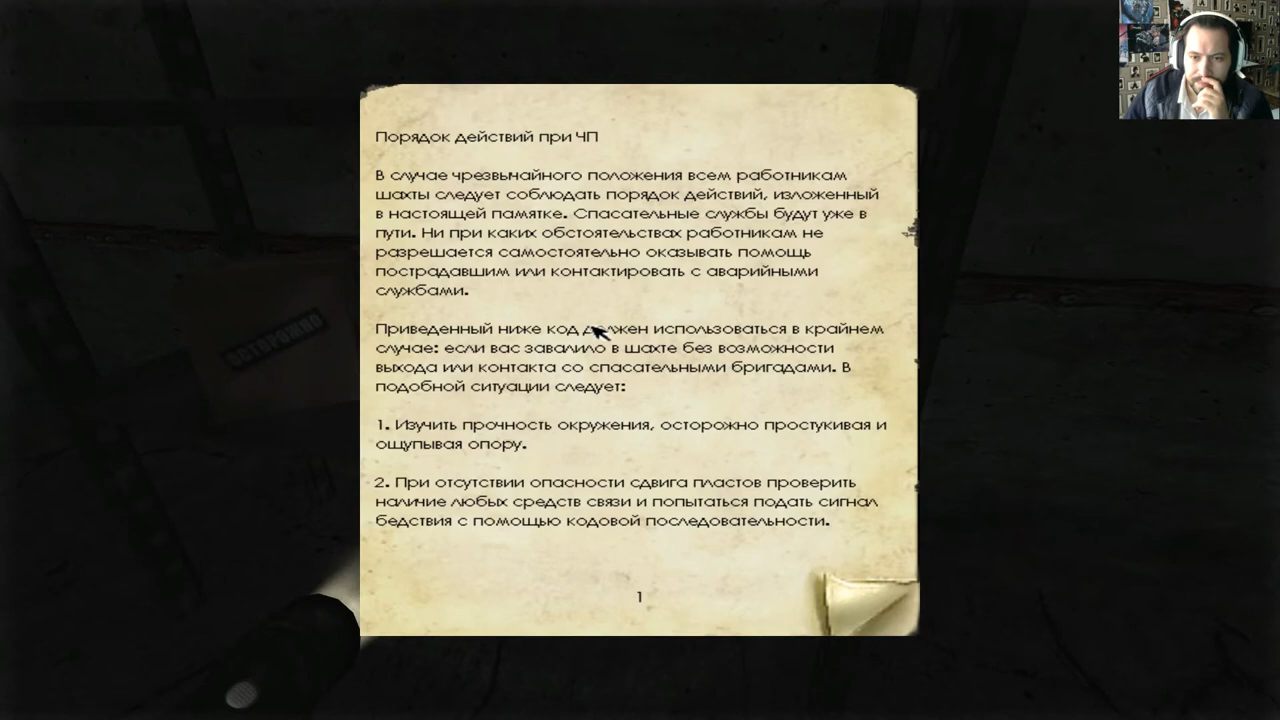 Порядок действий при ЧП
В случае чрезвычайного положения всем работникам
шахты следует соблюдать порядок действий, изложенный
в настоящей памятке. Спасательные службы будут уже в
пути. Ни при каких обстоятельствах работникам не
разрешается самостоятельно оказывать помощь
пострадавшим или контактировать с аварийными
службами.
Приведенный ниже код должен использоваться в крайнем
случае: если вас завалило в шахте без возможности
выхода или контакта со спасательными бригадами. В
подобной ситуации следует:
1. Изучить прочность окружения, осторожно простукивая и
ощупывая опору.
2. При отсутствии опасности сдвига пластов проверить
наличие любых средств связи и попытаться подать сигнал
бедствия с помощью кодовой последовательности.
1
ОСТОРОЖНО